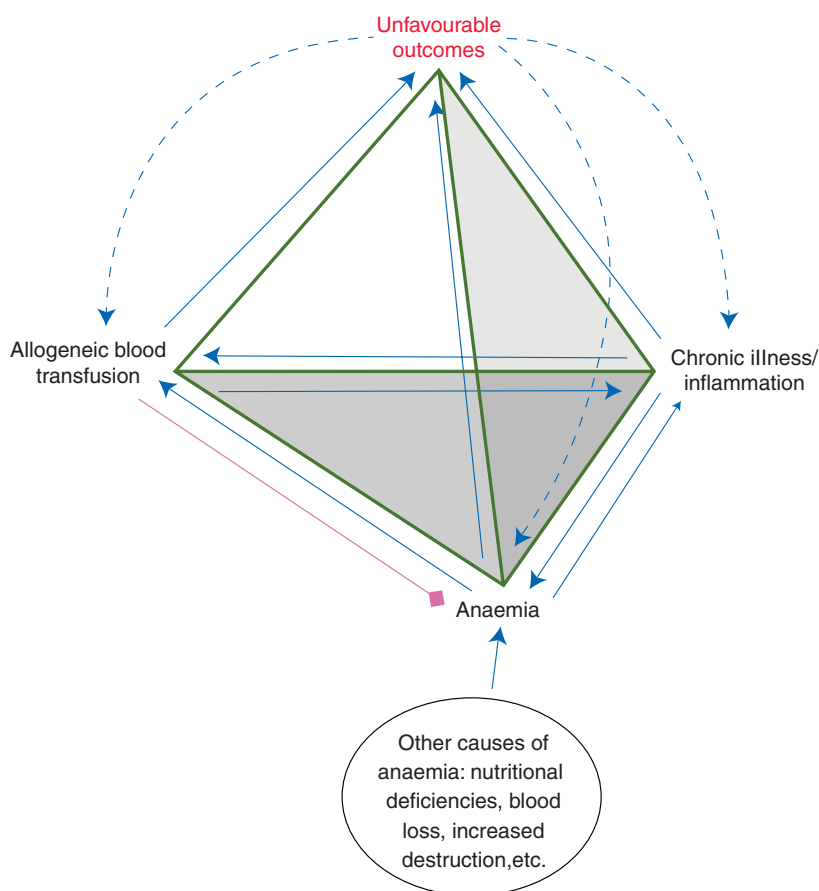 Unfavourable
outcomes
Allogeneic blood
transfusion
Chronic illness/
inflammation
Anaemia
Other causes of
anaemia: nutritional
deficiencies, blood
loss, increased
destruction,etc.